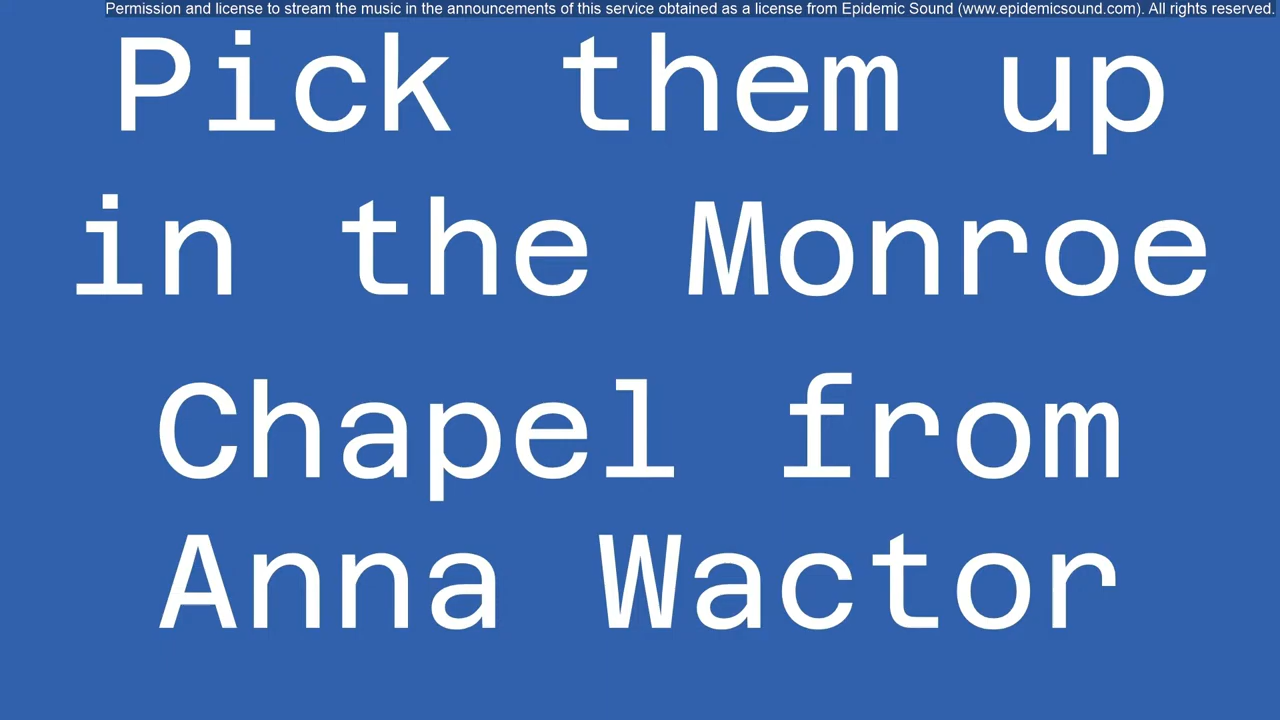 Permission and license to stream the music in the announcements of this service obtained as a license from Epidemic Sound (www.epidemicsound.com). All rights reserved.
Pick them up
in the Monroe
Chapel from
Anna Wactor